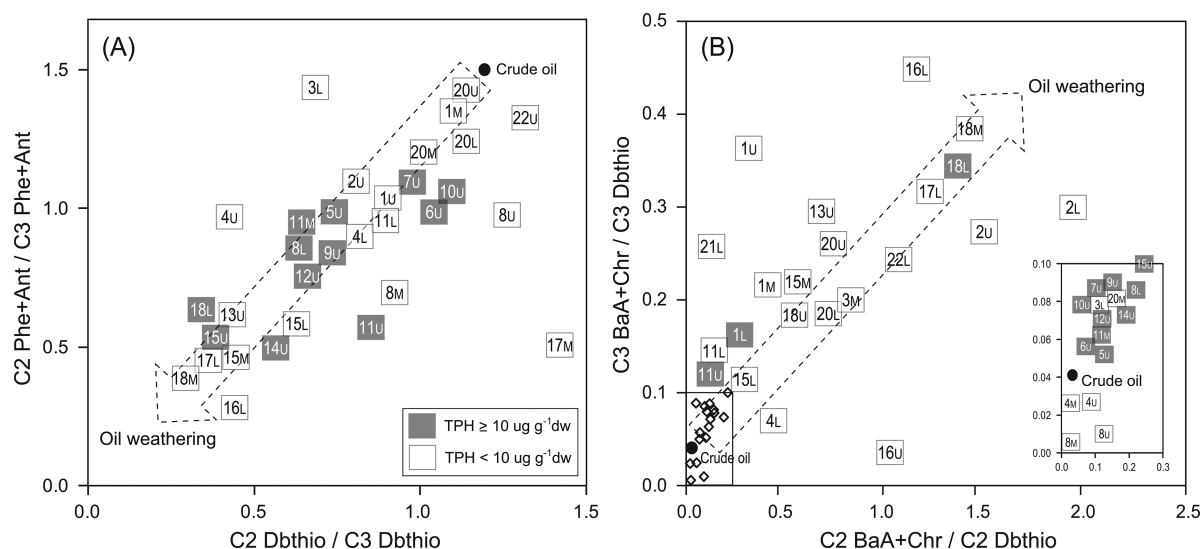 (A)
C2 Phe+Ant / C3 Phe+Ant
1.5
1.0
0.5
0.0
0.0
0.5
1.0
1.5
C2 Dbthio / C3 Dbthio
Crude oil
3L
20U
1M
22U
20L
20M
2U
7U
10U
1U
5U
6U
8U
4U
11M
11L
4L
8L
9U
12U
8M
18L
13U
15L
11U
15U
14U
17L
15M
17M
18M
16L
Oil weathering
TPH ≥ 10 ug g⁻¹dw
TPH < 10 ug g⁻¹dw
(B)
C3 BaA+Chr / C3 Dbthio
0.5
0.4
0.3
0.2
0.1
0.0
0.0
0.5
1.0
1.5
2.0
2.5
C2 BaA+Chr / C2 Dbthio
Oil weathering
16L
18M
1U
18L
17L
13U
2L
21L
20U
2U
22L
1M
15M
3M
18U
20L
1L
11L
11U
15L
4L
16U
Crude oil
0.10
0.08
0.06
0.04
0.02
0.00
0.0
0.1
0.2
0.3
15U
9U
7U
8L
20M
10U
3L
14U
12U
11M
6U
5U
Crude oil
4M
4U
8U
8M